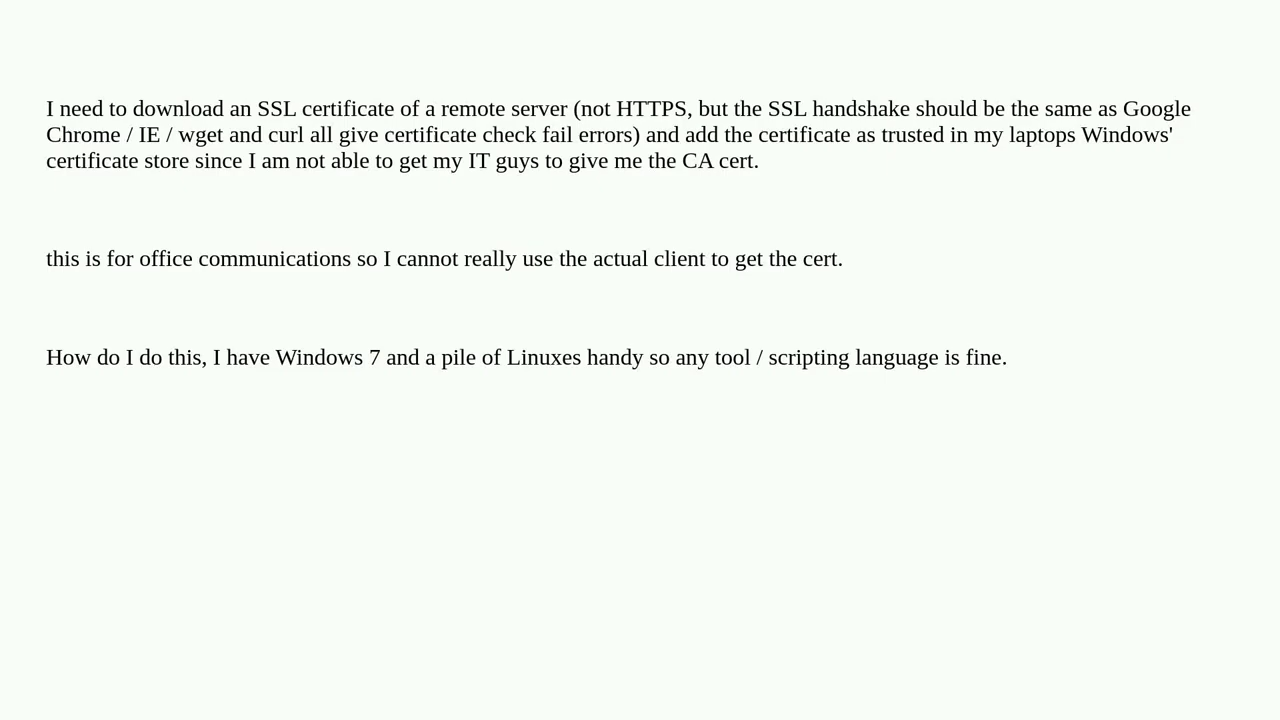 I need to download an SSL certificate of a remote server (not HTTPS, but the SSL handshake should be the same as Google
Chrome / IE / wget and curl all give certificate check fail errors) and add the certificate as trusted in my laptops Windows'
certificate store since I am not able to get my IT guys to give me the CA cert.
this is for office communications so I cannot really use the actual client to get the cert.
How do I do this, I have Windows 7 and a pile of Linuxes handy so any tool / scripting language is fine.